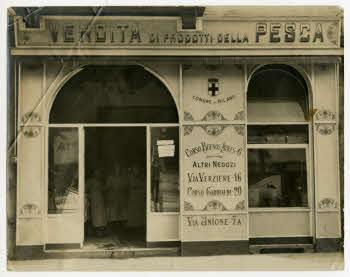 VENDITA DI PRODOTTI DELLA PESCA
COMUNE DI MILANO
CORSO BUENOS AIRES-6
ALTRI NEGOZI
VIA VERZIERE-16
CORSO GARIBALDI-20
VIA UNIONE-7A